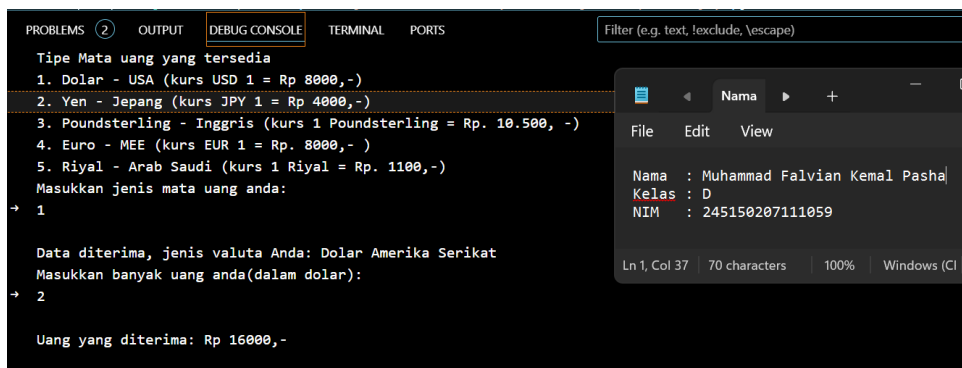 PROBLEMS 2 OUTPUT DEBUG CONSOLE TERMINAL PORTS Filter (e.g. text, !exclude, \escape)
Tipe Mata uang yang tersedia
1. Dolar - USA (kurs USD 1 = Rp 8000,-)
2. Yen - Jepang (kurs JPY 1 = Rp 4000,-)
3. Poundsterling - Inggris (kurs 1 Poundsterling = Rp. 10.500, -)
4. Euro - MEE (kurs EUR 1 = Rp. 8000,- )
5. Riyal - Arab Saudi (kurs 1 Riyal = Rp. 1100,-)
Masukkan jenis mata uang anda:
→ 1
Data diterima, jenis valuta Anda: Dolar Amerika Serikat
Masukkan banyak uang anda(dalam dolar):
→ 2
Uang yang diterima: Rp 16000,-
Nama
File Edit View
Nama : Muhammad Falvian Kemal Pasha
Kelas : D
NIM : 245150207111059
Ln 1, Col 37 70 characters 100% Windows (Cl